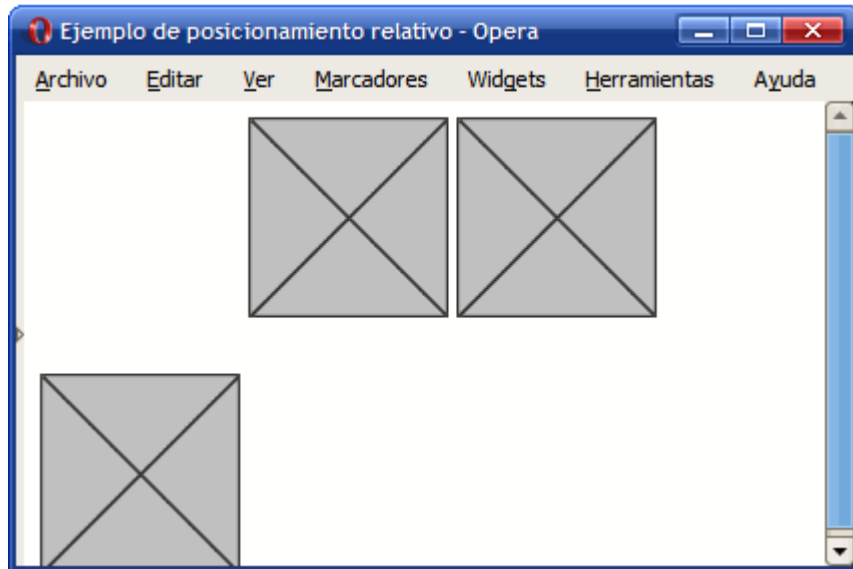 Ejemplo de posicionamiento relativo - Opera
Archivo Editar Ver Marcadores Widgets Herramientas Ayuda